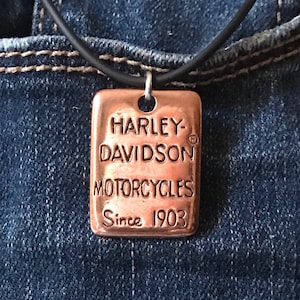 HARLEY-
DAVIDSON®
MOTORCYCLES
Since 1903